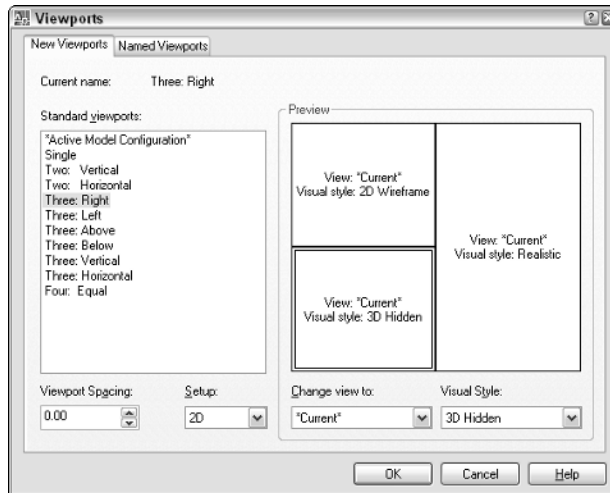 Viewports
New Viewports
Named Viewports
Current name: Three: Right
Standard viewports:
*Active Model Configuration*
Single
Two: Vertical
Two: Horizontal
Three: Right
Three: Left
Three: Above
Three: Below
Three: Vertical
Three: Horizontal
Four: Equal
Viewport Spacing:
0.00
Setup:
2D
Preview
View: *Current*
Visual style: 2D Wireframe
View: *Current*
Visual style: 3D Hidden
View: *Current*
Visual style: Realistic
Change view to:
*Current*
Visual Style:
3D Hidden
OK
Cancel
Help